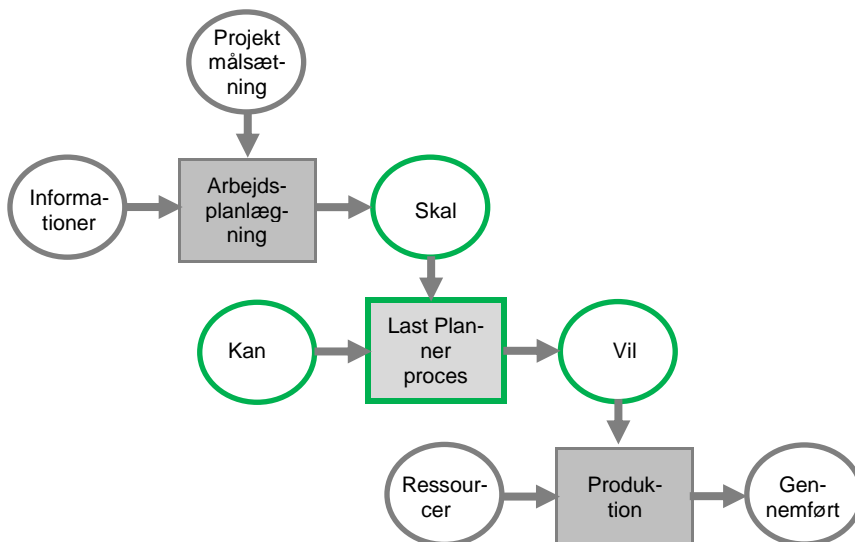 Projekt
målsæt-
ning
Informa-
tioner
Arbejds-
planlæg-
ning
Skal
Kan
Last Plan-
ner
proces
Vil
Ressour-
cer
Produk-
tion
Gen-
nemført